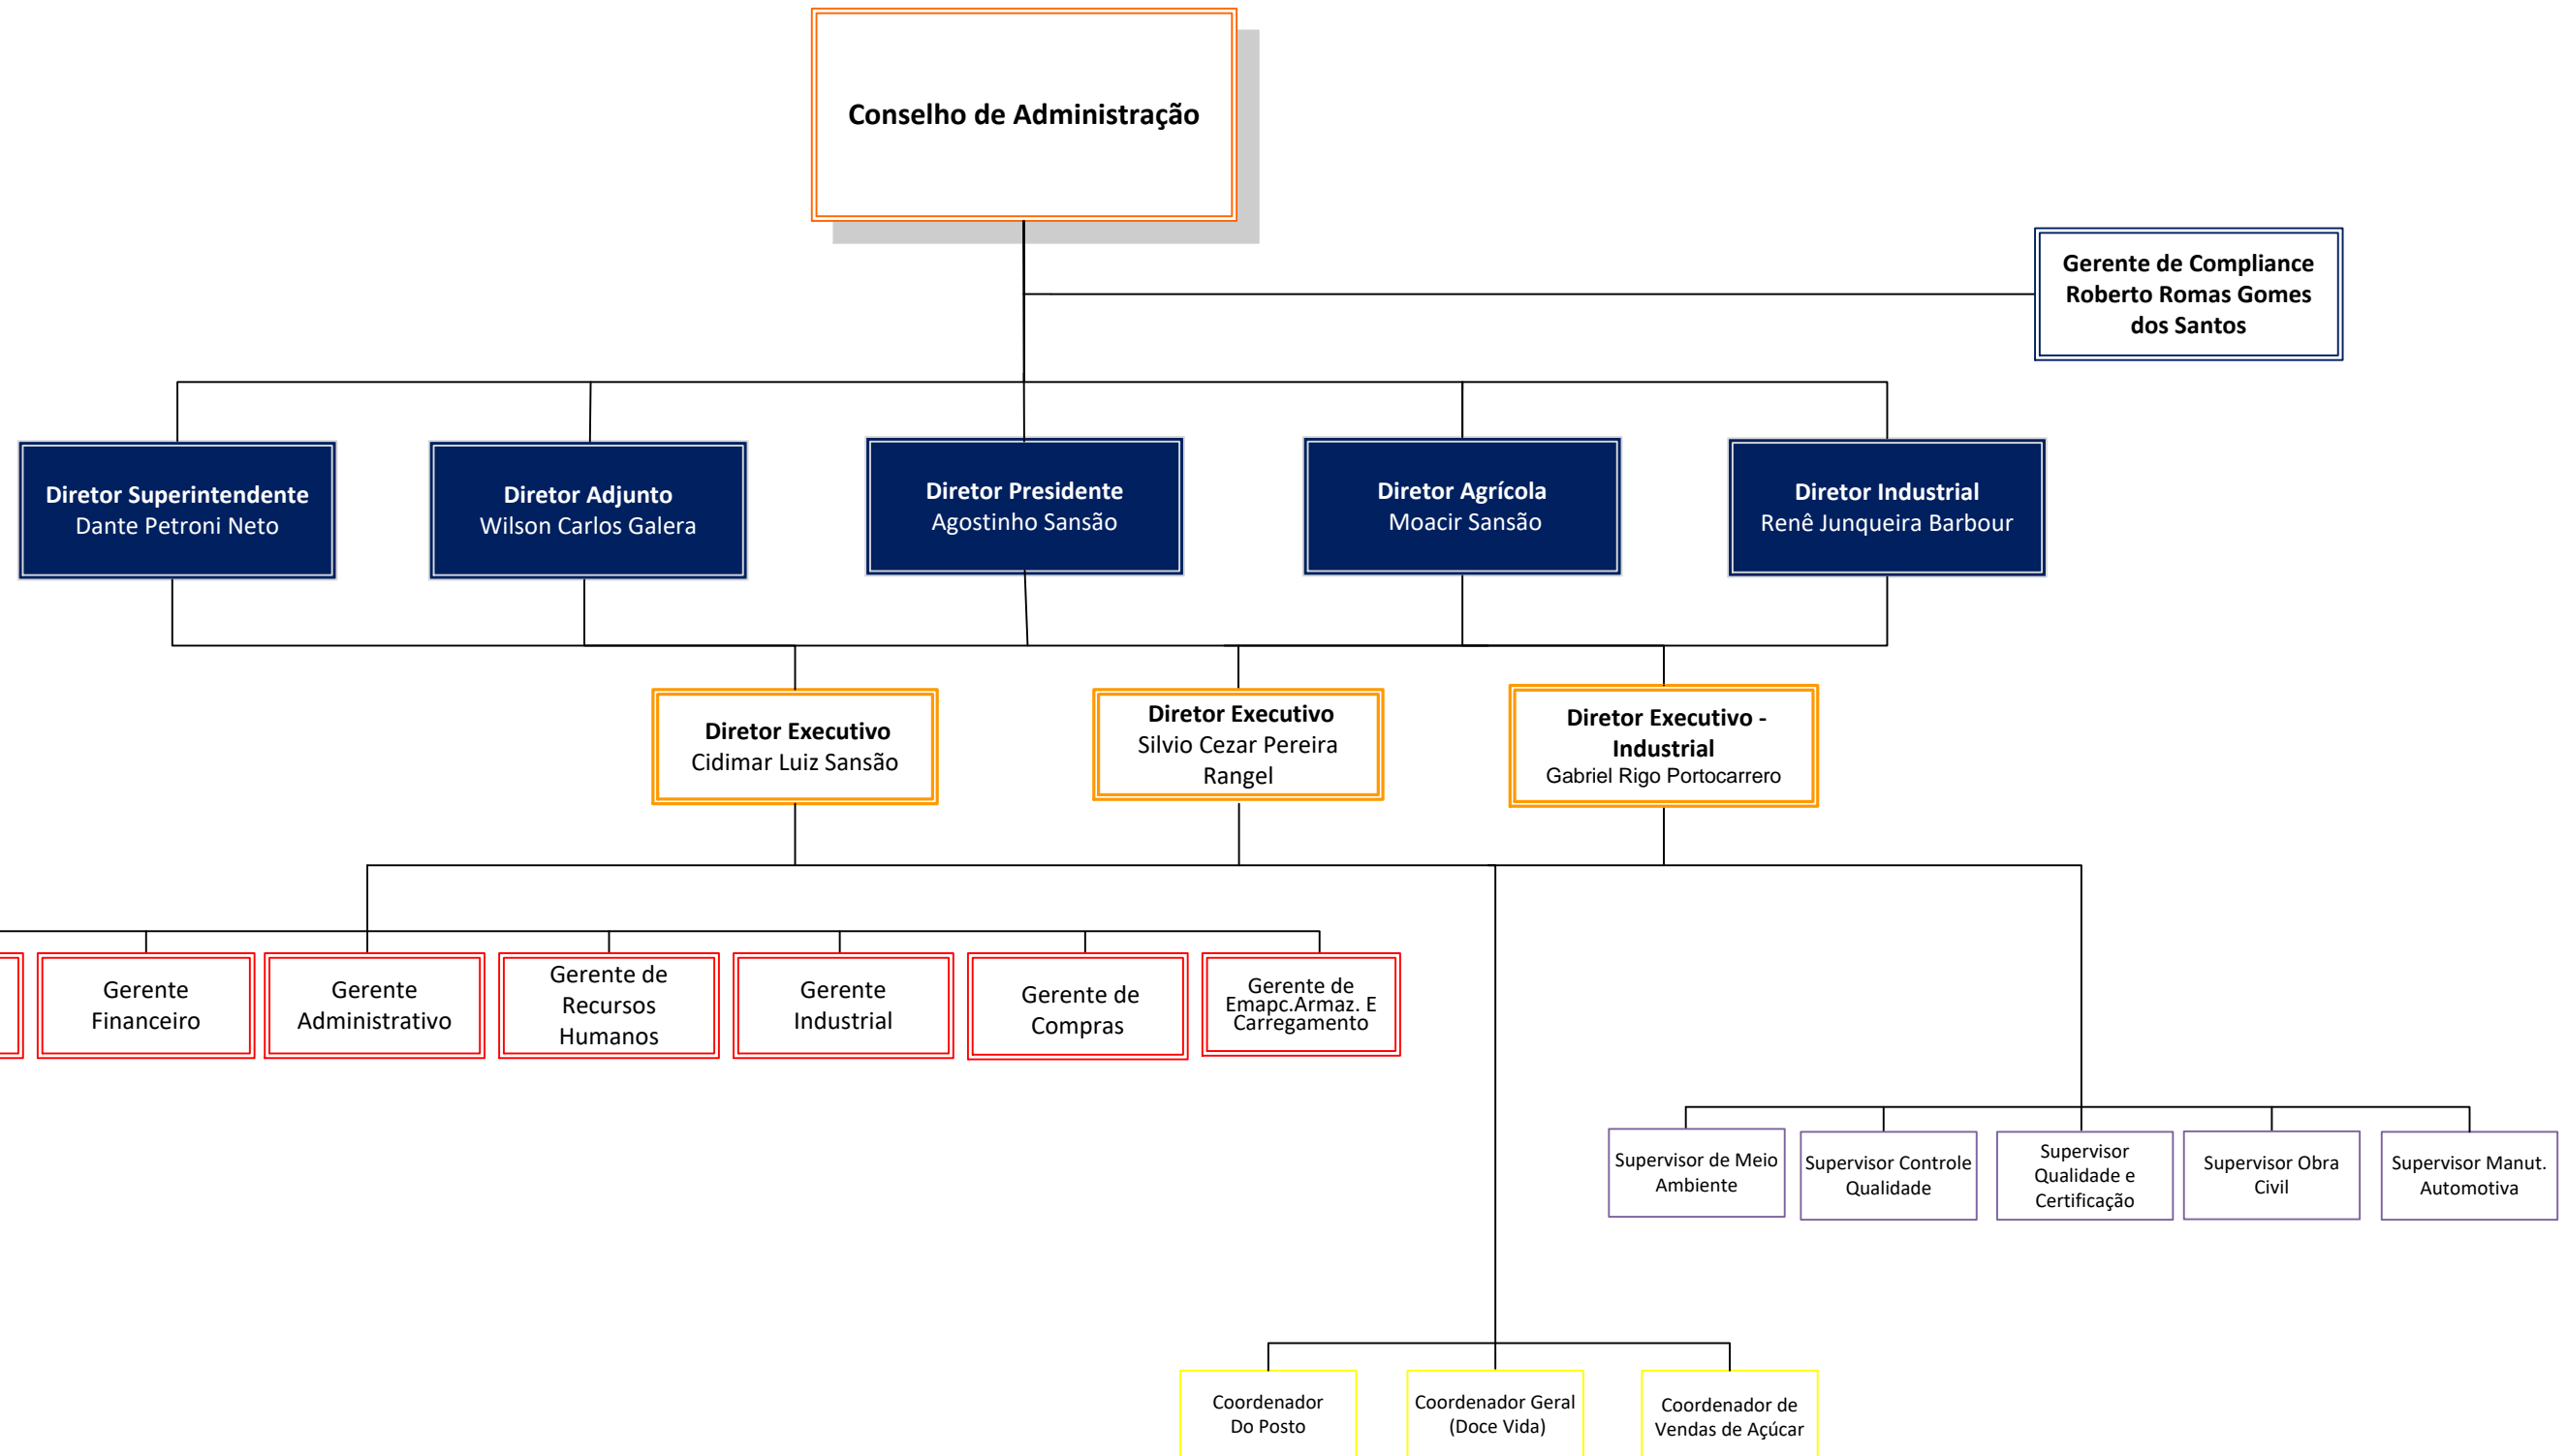 Conselho de Administração
Gerente de Compliance
Roberto Romas Gomes
dos Santos
Diretor Superintendente
Dante Petroni Neto
Diretor Adjunto
Wilson Carlos Galera
Diretor Presidente
Agostinho Sansão
Diretor Agrícola
Moacir Sansão
Diretor Industrial
Renê Junqueira Barbour
Diretor Executivo
Cidimar Luiz Sansão
Diretor Executivo
Silvio Cezar Pereira
Rangel
Diretor Executivo -
Industrial
Gabriel Rigo Portocarrero
Gerente
Financeiro
Gerente
Administrativo
Gerente de
Recursos
Humanos
Gerente
Industrial
Gerente de
Compras
Gerente de
Emapc.Armaz. E
Carregamento
Supervisor de Meio
Ambiente
Supervisor Controle
Qualidade
Supervisor
Qualidade e
Certificação
Supervisor Obra
Civil
Supervisor Manut.
Automotiva
Coordenador
Do Posto
Coordenador Geral
(Doce Vida)
Coordenador de
Vendas de Açúcar